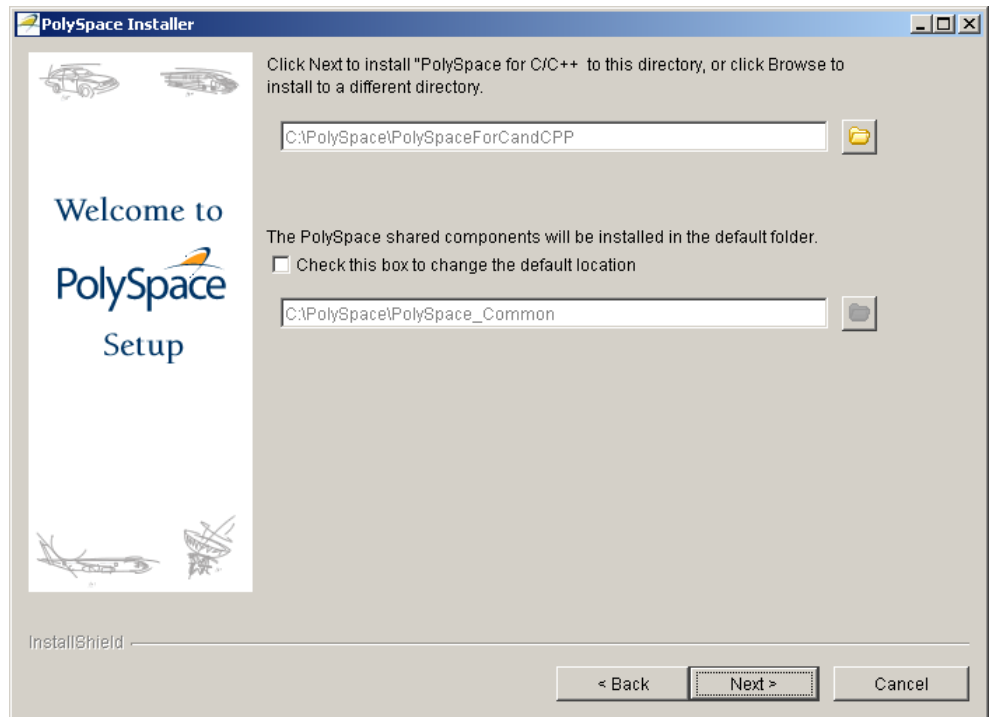 PolySpace Installer
Click Next to install "PolySpace for C/C++ to this directory, or click Browse to
install to a different directory.
C:\PolySpace\PolySpaceForCandCPP
Welcome to
PolySpace
Setup
The PolySpace shared components will be installed in the default folder.
Check this box to change the default location
C:\PolySpace\PolySpace_Common
InstallShield
< Back
Next >
Cancel